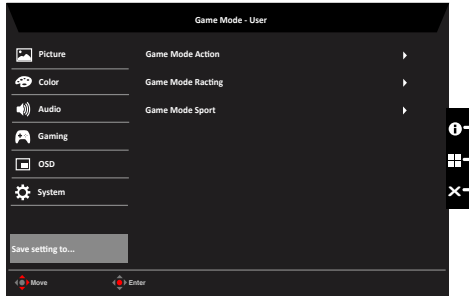 Game Mode - User
Picture
Color
Audio
Gaming
OSD
System
Save setting to...
Game Mode Action
Game Mode Racting
Game Mode Sport
Move
Enter